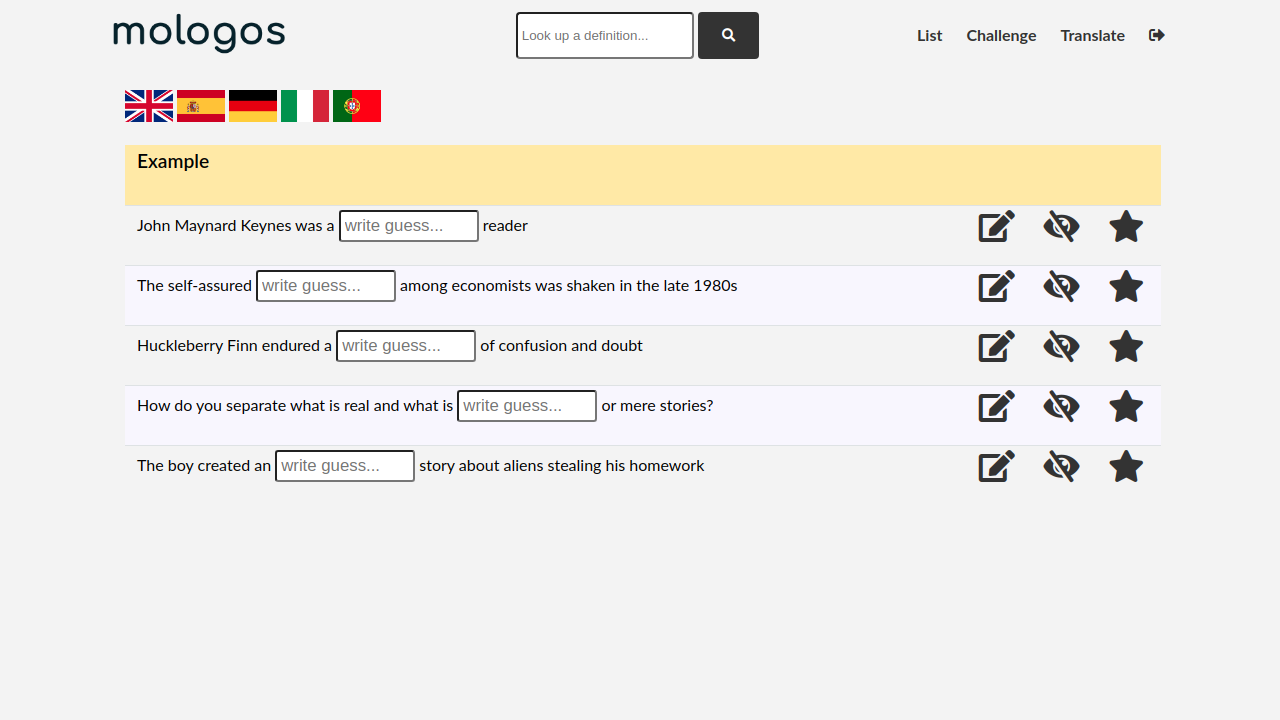 mologos
Look up a definition...
List Challenge Translate
Example
John Maynard Keynes was a write guess... reader
The self-assured write guess... among economists was shaken in the late 1980s
Huckleberry Finn endured a write guess... of confusion and doubt
How do you separate what is real and what is write guess... or mere stories?
The boy created an write guess... story about aliens stealing his homework